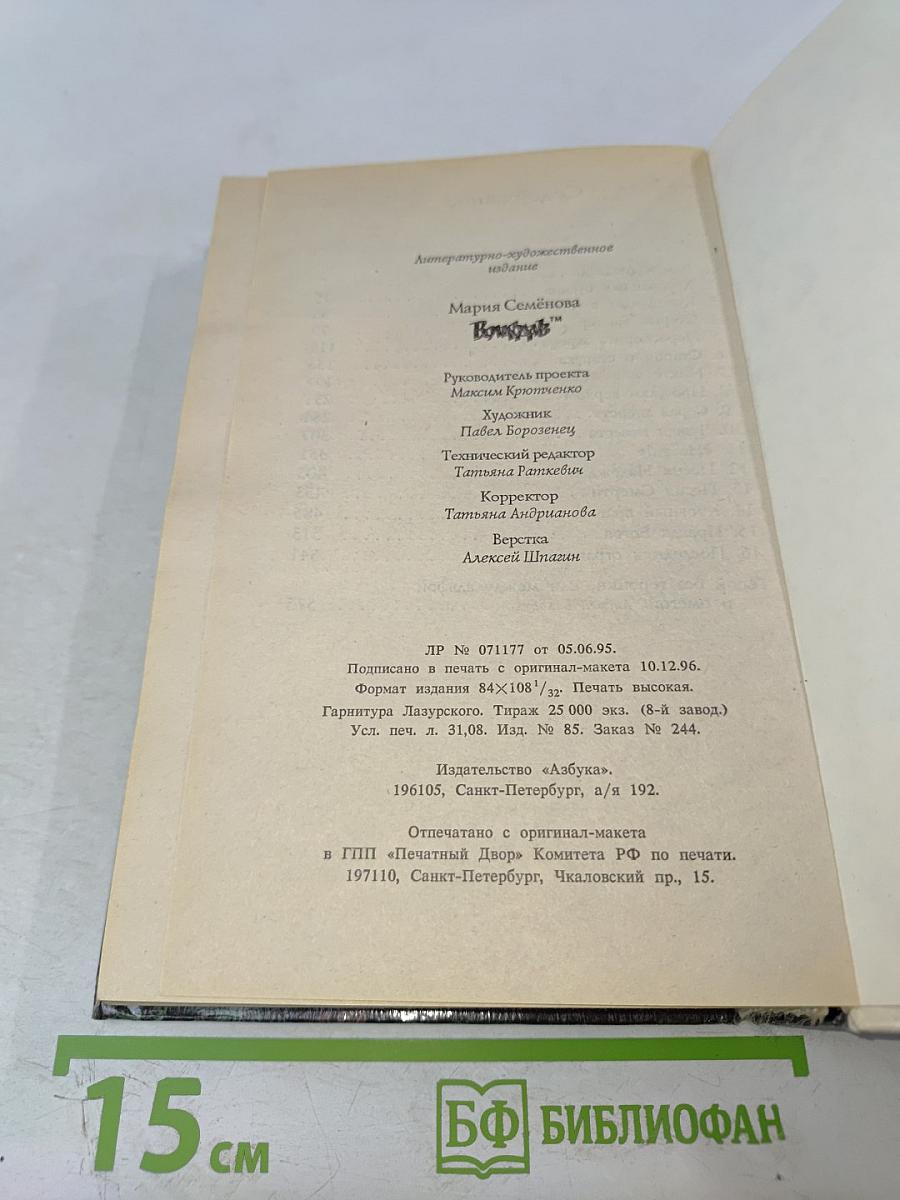 Литературно-художественное
издание
Мария Семёнова
Волкодав™
Руководитель проекта
Максим Крютченко
Художник
Павел Борозенец
Технический редактор
Татьяна Раткевич
Корректор
Татьяна Андрианова
Верстка
Алексей Шпагин
ЛР № 071177 от 05.06.95.
Подписано в печать с оригинал-макета 10.12.96.
Формат издания 84×108 1/32. Печать высокая.
Гарнитура Лазурского. Тираж 25 000 экз. (8-й завод.)
Усл. печ. л. 31,08. Изд. № 85. Заказ № 244.
Издательство «Азбука».
196105, Санкт-Петербург, а/я 192.
Отпечатано с оригинал-макета
в ГПП «Печатный Двор» Комитета РФ по печати.
197110, Санкт-Петербург, Чкаловский пр., 15.
15 см
БФ БИБЛИОФАН